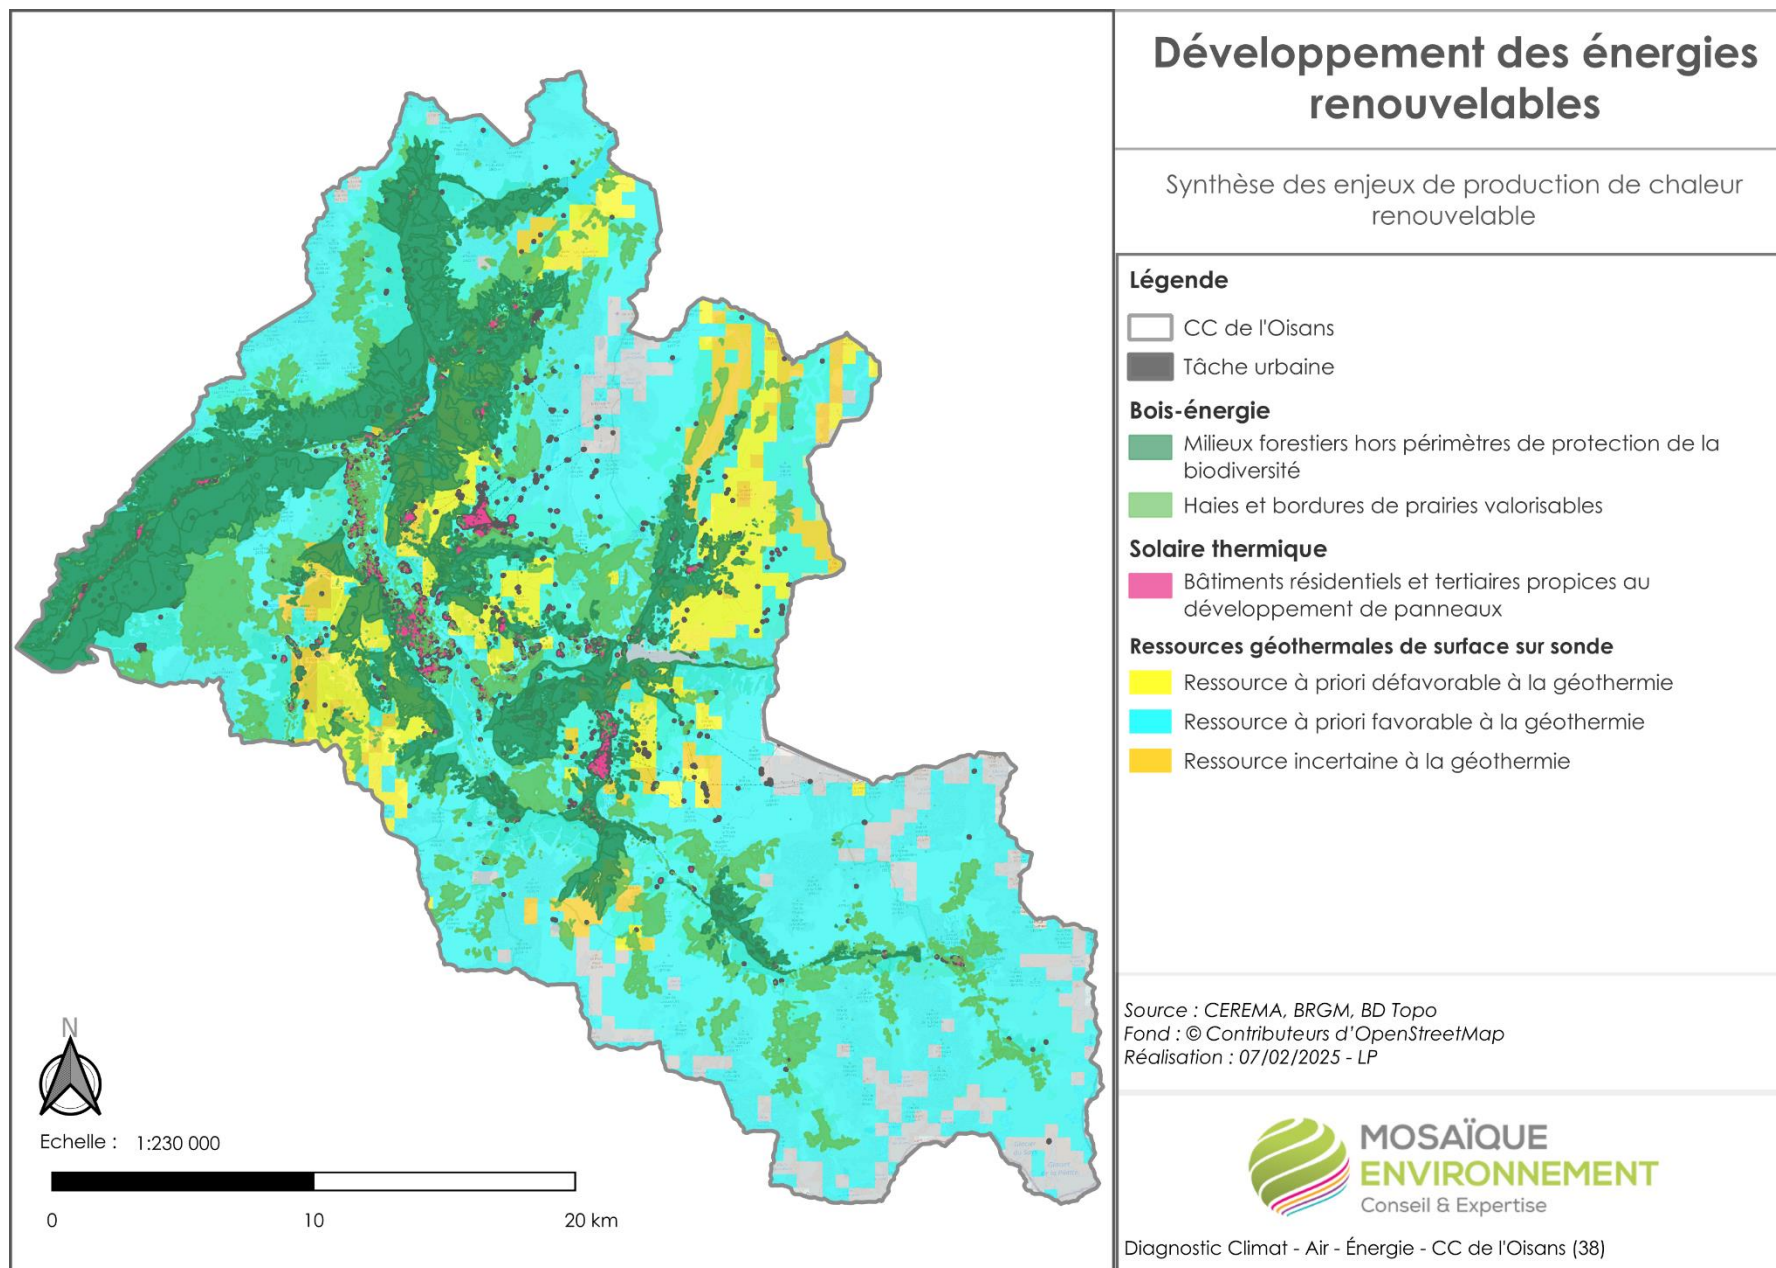 Développement des énergies
renouvelables
Synthèse des enjeux de production de chaleur
renouvelable
Légende
CC de l'Oisans
Tâche urbaine
Bois-énergie
Milieux forestiers hors périmètres de protection de la
biodiversité
Haies et bordures de prairies valorisables
Solaire thermique
Bâtiments résidentiels et tertiaires propices au
développement de panneaux
Ressources géothermales de surface sur sonde
Ressource à priori défavorable à la géothermie
Ressource à priori favorable à la géothermie
Ressource incertaine à la géothermie
Source : CEREMA, BRGM, BD Topo
Fond : © Contributeurs d'OpenStreetMap
Réalisation : 07/02/2025 - LP
MOSAÏQUE
ENVIRONNEMENT
Conseil & Expertise
Diagnostic Climat - Air - Énergie - CC de l'Oisans (38)
N
Echelle : 1:230 000
0 10 20 km